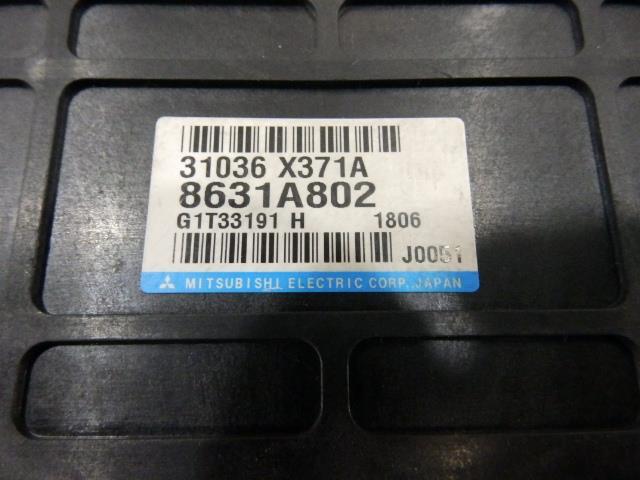 31036 X371A
8631A802
G1T33191 H 1806
J0051
MITSUBISHI ELECTRIC CORP. JAPAN